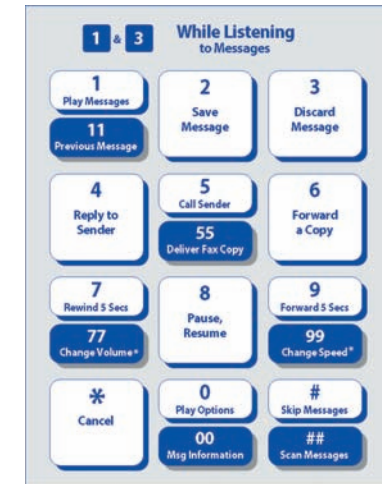 1 & 3 While Listening
to Messages
1
Play Messages
11
Previous Message
2
Save
Message
3
Discard
Message
4
Reply to
Sender
5
Call Sender
55
Deliver Fax Copy
6
Forward
a Copy
7
Rewind 5 Secs
77
Change Volume*
8
Pause,
Resume
9
Forward 5 Secs
99
Change Speed*
*
Cancel
0
Play Options
00
Msg Information
#
Skip Messages
##
Scan Messages